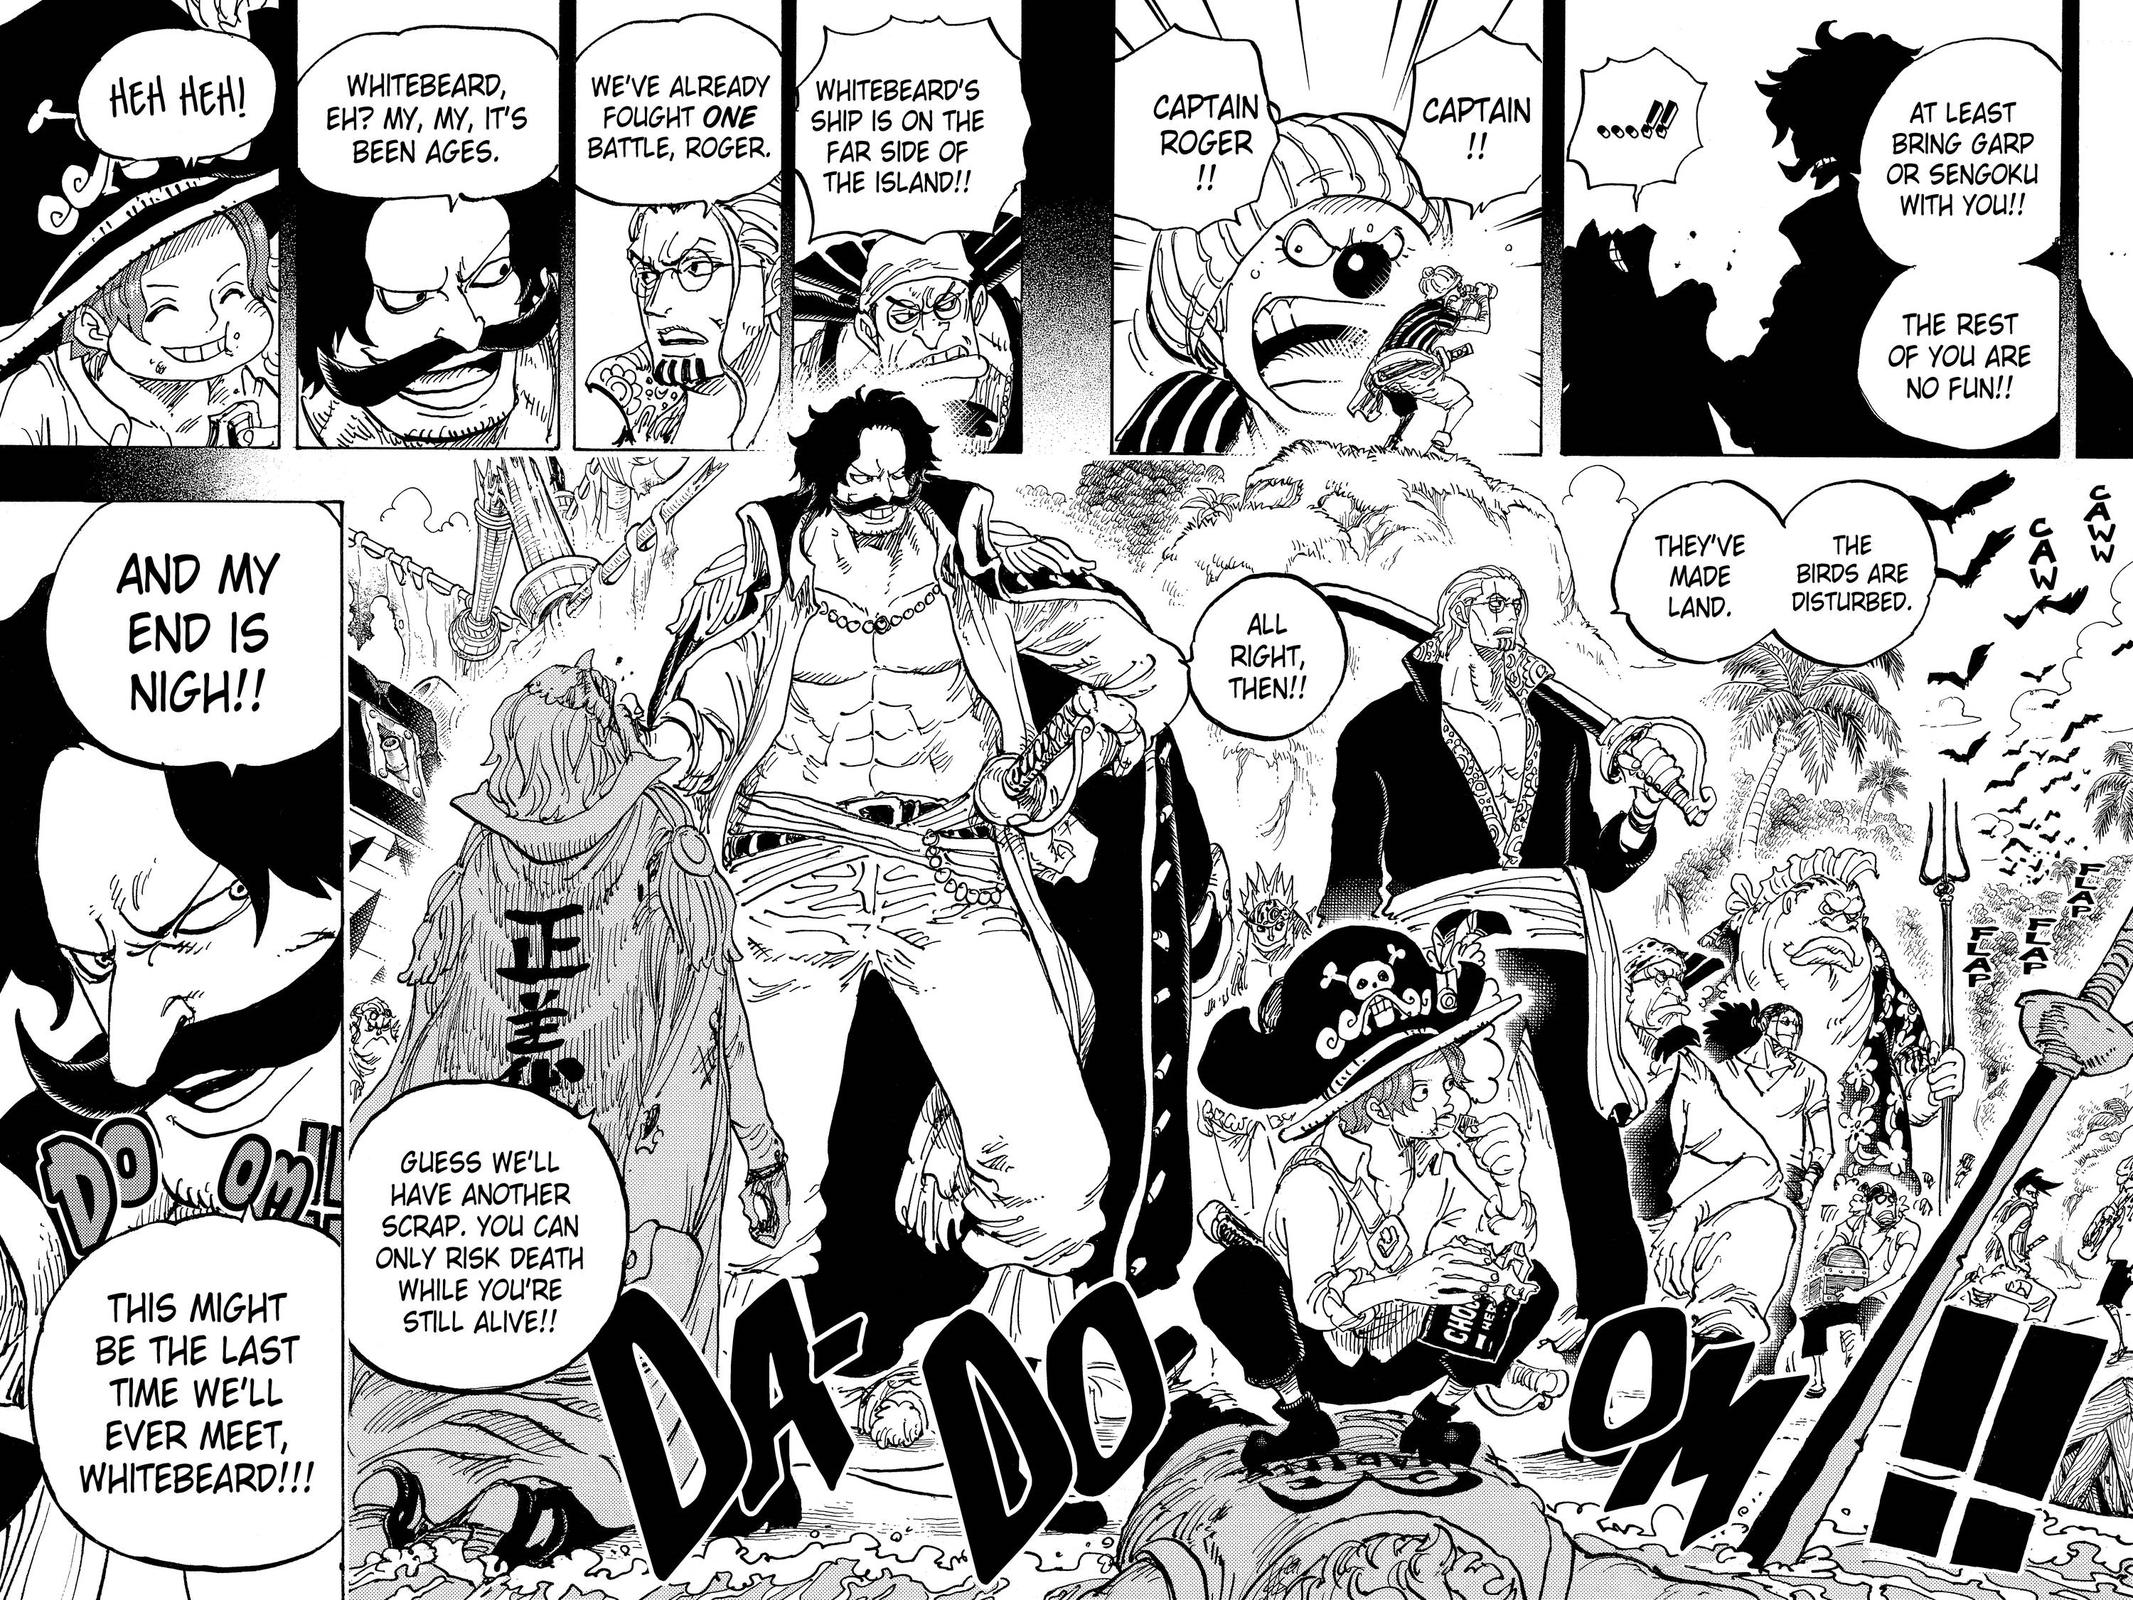 AT LEAST
BRING GARP
OR SENGOKU
WITH YOU!!
THE REST
OF YOU ARE
NO FUN!!
....!!
CAPTAIN
!!
CAPTAIN
ROGER
!!
WHITEBEARD'S
SHIP IS ON THE
FAR SIDE OF
THE ISLAND!!
WE'VE ALREADY
FOUGHT ONE
BATTLE, ROGER.
WHITEBEARD,
EH? MY, MY, IT'S
BEEN AGES.
HEH HEH!
CAWW
CAW
THE
BIRDS ARE
DISTURBED.
THEY'VE
MADE
LAND.
FLAP
FLAP
FLAP
ALL
RIGHT,
THEN!!
正義
GUESS WE'LL
HAVE ANOTHER
SCRAP. YOU CAN
ONLY RISK DEATH
WHILE YOU'RE
STILL ALIVE!!
DA-DO-OM!!
AND MY
END IS
NIGH!!
DOOM!!
THIS MIGHT
BE THE LAST
TIME WE'LL
EVER MEET,
WHITEBEARD!!!